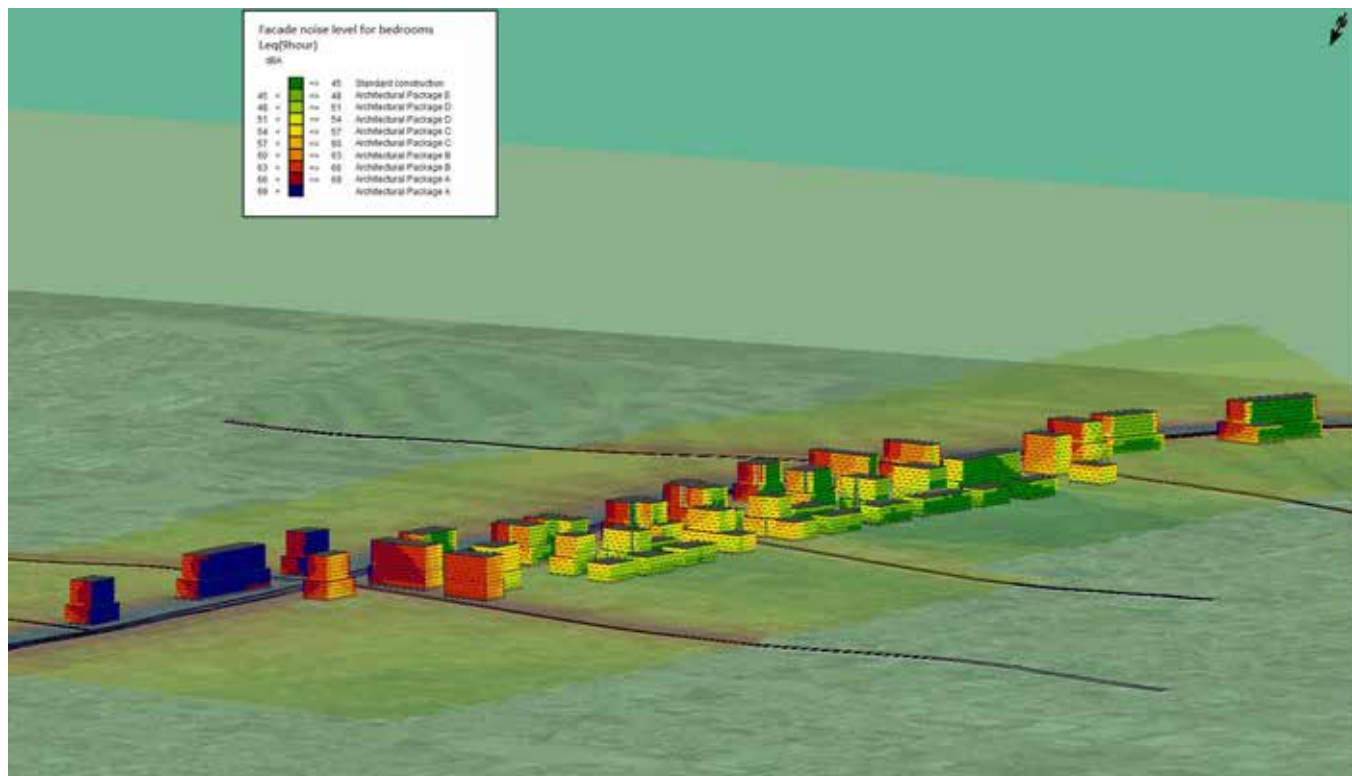 Facade noise level for bedrooms
Leq(9hour)
dBA
<= 45 Standard construction
45 < <= 48 Architectural Package E
48 < <= 51 Architectural Package D
51 < <= 54 Architectural Package D
54 < <= 57 Architectural Package C
57 < <= 60 Architectural Package C
60 < <= 63 Architectural Package B
63 < <= 66 Architectural Package B
66 < <= 69 Architectural Package A
69 < Architectural Package A